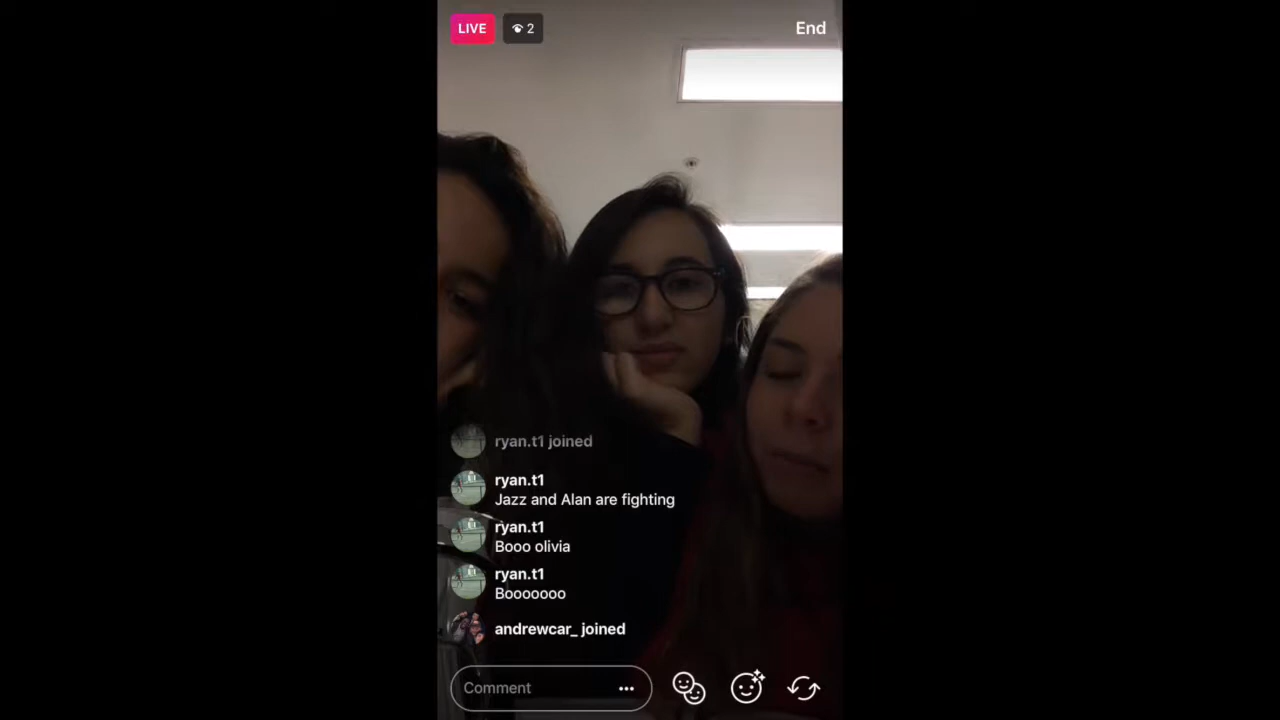 LIVE
2
End
ryan.t1 joined
ryan.t1
Jazz and Alan are fighting
ryan.t1
Booo olivia
ryan.t1
Booooooo
andrewcar_ joined
Comment